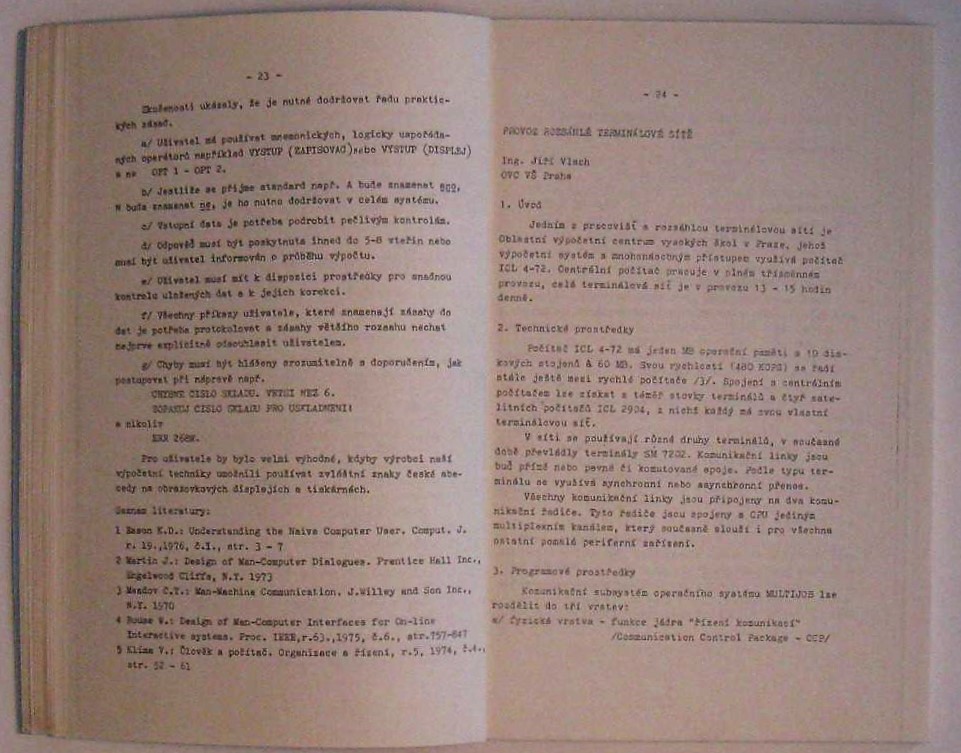 - 23 -
Zkušenosti ukázaly, že je nutné dodržovat řadu praktic-
kých zásad.
a/ Uživatel má používat mnemonických, logicky uspořáda-
ných operátorů například VYSTUP (ZAPISOVAC)nebo VYSTUP (DISPLEJ)
a ne OPT 1 - OPT 2.
b/ Jestliže se přijme standard např. A bude znamenat ano,
N bude znamenat ne, je ho nutno dodržovat v celém systému.
c/ Vstupní data je potřeba podrobit pečlivým kontrolám.
d/ Odpověď musí být poskytnuta ihned do 5-8 vteřin nebo
musí být uživatel informován o průběhu výpočtu.
e/ Uživatel musí mít k dispozici prostředky pro snadnou
kontrolu uložených dat a k jejich korekci.
f/ Všechny příkazy uživatele, které znamenají zásahy do
dat je potřeba protokolovat a zásahy většího rozsahu nechat
nejprve explicitně odsouhlasit uživatelem.
g/ Chyby musí být hlášeny srozumitelně s doporučením, jak
postupovat při nápravě např.
CHYBNE CISLO SKLADU. VETSI NEZ 6.
ZOPAKUJ CISLO SKLADU PRO USKLADNENI!
a nikoliv
ERR 268W.
Pro uživatele by bylo velmi výhodné, kdyby výrobci naší
výpočetní techniky umožnili používat zvláštní znaky české abe-
cedy na obrazovkových displejích a tiskárnách.
Seznam literatury:
1 Eason K.D.: Understanding the Naive Computer User. Comput. J.
r. 19.,1976, č.1., str. 3 - 7
2 Martin J.: Design of Man-Computer Dialogues. Prentice Hall Inc.,
Engelwood Cliffs, N.Y. 1973
3 Meadov C.T.: Man-Machine Communication. J.Willey and Son Inc.,
N.Y. 1970
4 Rouse W.: Design of Man-Computer Interfaces for On-line
Interactive systems. Proc. IEEE,r.63.,1975, č.6., str.757-847
5 Klíma V.: Člověk a počítač. Organizace a řízení, r.5, 1974, č.4.,
str. 52 - 61
- 24 -
PROVOZ ROZSÁHLÉ TERMINÁLOVÉ SÍTĚ
Ing. Jiří Vlach
OVC VŠ Praha
1. Úvod
Jedním z pracovišť s rozsáhlou terminálovou sítí je
Oblastní výpočetní centrum vysokých škol v Praze, jehož
výpočetní systém s mnohonásobným přístupem využívá počítač
ICL 4-72. Centrální počítač pracuje v plném třísměnném
provozu, celá terminálová síť je v provozu 13 - 15 hodin
denně.
2. Technické prostředky
Počítač ICL 4-72 má jeden MB operační paměti a 10 dis-
kových stojanů á 60 MB. Svou rychlostí (480 KOPS) se řadí
stále ještě mezi rychlé počítače /3/. Spojení s centrálním
počítačem lze získat z téměř stovky terminálů a čtyř sate-
litních počítačů ICL 2904, z nichž každý má svou vlastní
terminálovou síť.
V síti se používají různé druhy terminálů, v současné
době převládly terminály SM 7202. Komunikační linky jsou
buď přímé nebo pevné či komutované spoje. Podle typu ter-
minálu se využívá synchronní nebo asynchronní přenos.
Všechny komunikační linky jsou připojeny na dva komu-
nikační řadiče. Tyto řadiče jsou spojeny s CPU jediným
multiplexním kanálem, který současně slouží i pro všechna
ostatní pomalá periferní zařízení.
3. Programové prostředky
Komunikační subsystém operačního systému MULTIJOB lze
rozdělit do tří vrstev:
a/ fyzická vrstva - funkce jádra "řízení komunikací"
/Communication Control Package - CCP/